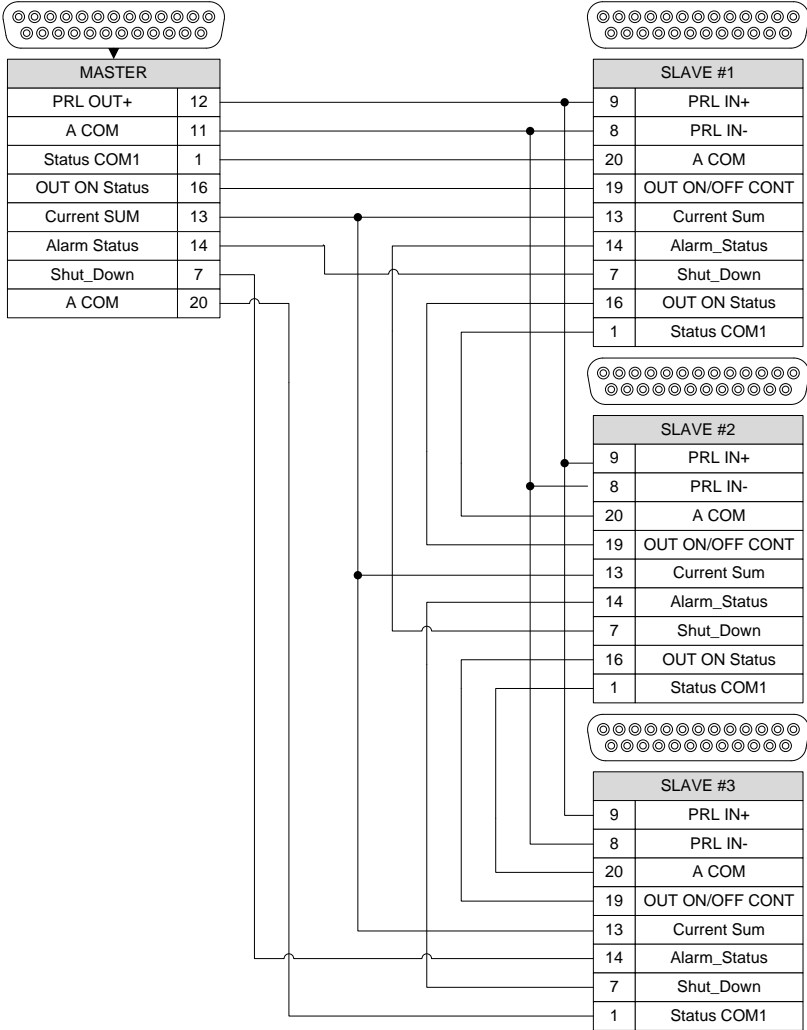 MASTER
PRL OUT+ 12
A COM 11
Status COM1 1
OUT ON Status 16
Current SUM 13
Alarm Status 14
Shut_Down 7
A COM 20
SLAVE #1
9 PRL IN+
8 PRL IN-
20 A COM
19 OUT ON/OFF CONT
13 Current Sum
14 Alarm_Status
7 Shut_Down
16 OUT ON Status
1 Status COM1
SLAVE #2
9 PRL IN+
8 PRL IN-
20 A COM
19 OUT ON/OFF CONT
13 Current Sum
14 Alarm_Status
7 Shut_Down
16 OUT ON Status
1 Status COM1
SLAVE #3
9 PRL IN+
8 PRL IN-
20 A COM
19 OUT ON/OFF CONT
13 Current Sum
14 Alarm_Status
7 Shut_Down
1 Status COM1